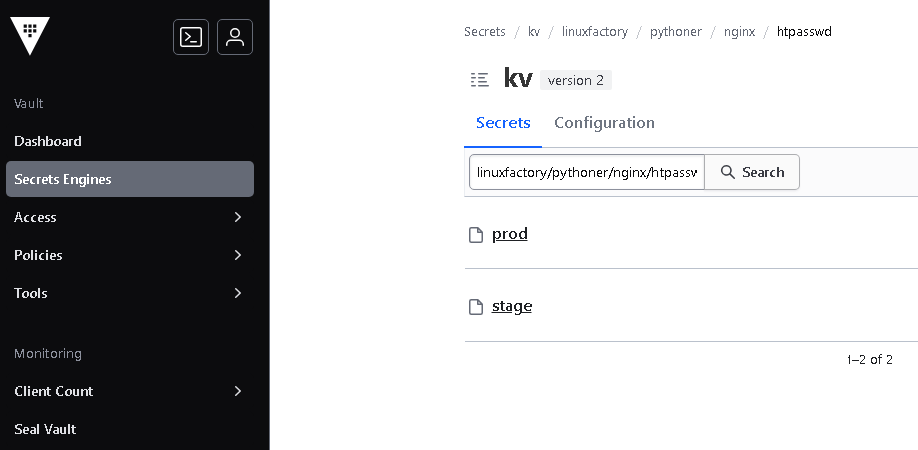 Vault
Dashboard
Secrets Engines
Access
Policies
Tools
Monitoring
Client Count
Seal Vault
Secrets / kv / linuxfactory / pythoner / nginx / htpasswd
kv version 2
Secrets Configuration
linuxfactory/pythoner/nginx/htpassw Search
prod
stage
1–2 of 2